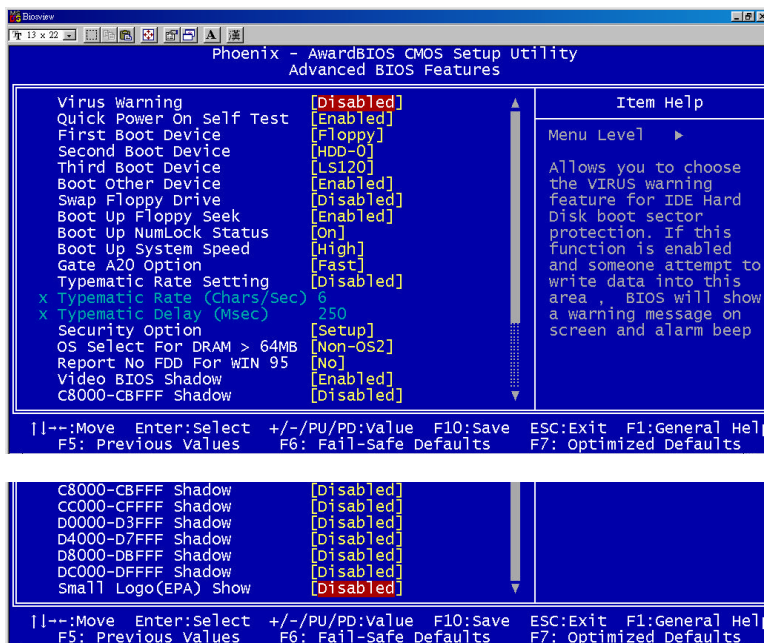 Biosview
13 x 22
A
Phoenix - AwardBIOS CMOS Setup Utility
Advanced BIOS Features
Virus Warning [Disabled]
Quick Power On Self Test [Enabled]
First Boot Device [Floppy]
Second Boot Device [HDD-0]
Third Boot Device [LS120]
Boot Other Device [Enabled]
Swap Floppy Drive [Disabled]
Boot Up Floppy Seek [Enabled]
Boot Up NumLock Status [On]
Boot Up System Speed [High]
Gate A20 Option [Fast]
Typematic Rate Setting [Disabled]
x Typematic Rate (Chars/Sec) 6
x Typematic Delay (Msec) 250
Security Option [Setup]
OS Select For DRAM > 64MB [Non-OS2]
Report No FDD For WIN 95 [No]
Video BIOS Shadow [Enabled]
C8000-CBFFF Shadow [Disabled]
Item Help
Menu Level ▶
Allows you to choose
the VIRUS warning
feature for IDE Hard
Disk boot sector
protection. If this
function is enabled
and someone attempt to
write data into this
area , BIOS will show
a warning message on
screen and alarm beep
↑↓→←:Move Enter:Select +/-/PU/PD:Value F10:Save ESC:Exit F1:General Help
F5: Previous Values F6: Fail-Safe Defaults F7: Optimized Defaults
C8000-CBFFF Shadow [Disabled]
CC000-CFFFF Shadow [Disabled]
D0000-D3FFF Shadow [Disabled]
D4000-D7FFF Shadow [Disabled]
D8000-DBFFF Shadow [Disabled]
DC000-DFFFF Shadow [Disabled]
Small Logo(EPA) Show [Disabled]
↑↓→←:Move Enter:Select +/-/PU/PD:Value F10:Save ESC:Exit F1:General Help
F5: Previous Values F6: Fail-Safe Defaults F7: Optimized Defaults